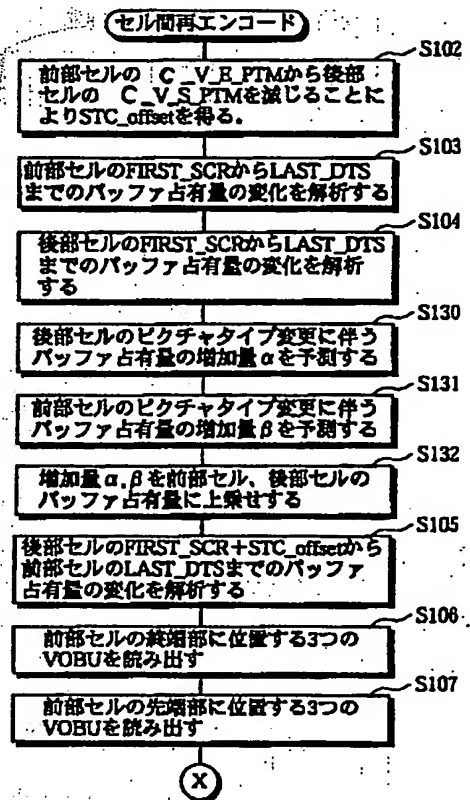 セル間再エンコード
S102
前部セルの C_V_E_PTMから後部
セルの C_V_S_PTMを減じることに
よりSTC_offsetを得る.
S103
前部セルのFIRST_SCRからLAST_DTS
までのバッファ占有量の変化を解析する
S104
後部セルのFIRST_SCRからLAST_DTS
までのバッファ占有量の変化を解析
する
S130
後部セルのピクチャタイプ変更に伴う
バッファ占有量の増加量αを予測する
S131
前部セルのピクチャタイプ変更に伴う
バッファ占有量の増加量βを予測する
S132
増加量α,βを前部セル、後部セルの
バッファ占有量に上乗せする
S105
後部セルのFIRST_SCR+STC_offsetから
前部セルのLAST_DTSまでのバッファ
占有量の変化を解析する
S106
前部セルの終端部に位置する3つの
VOBUを読み出す
S107
前部セルの先端部に位置する3つの
VOBUを読み出す
X